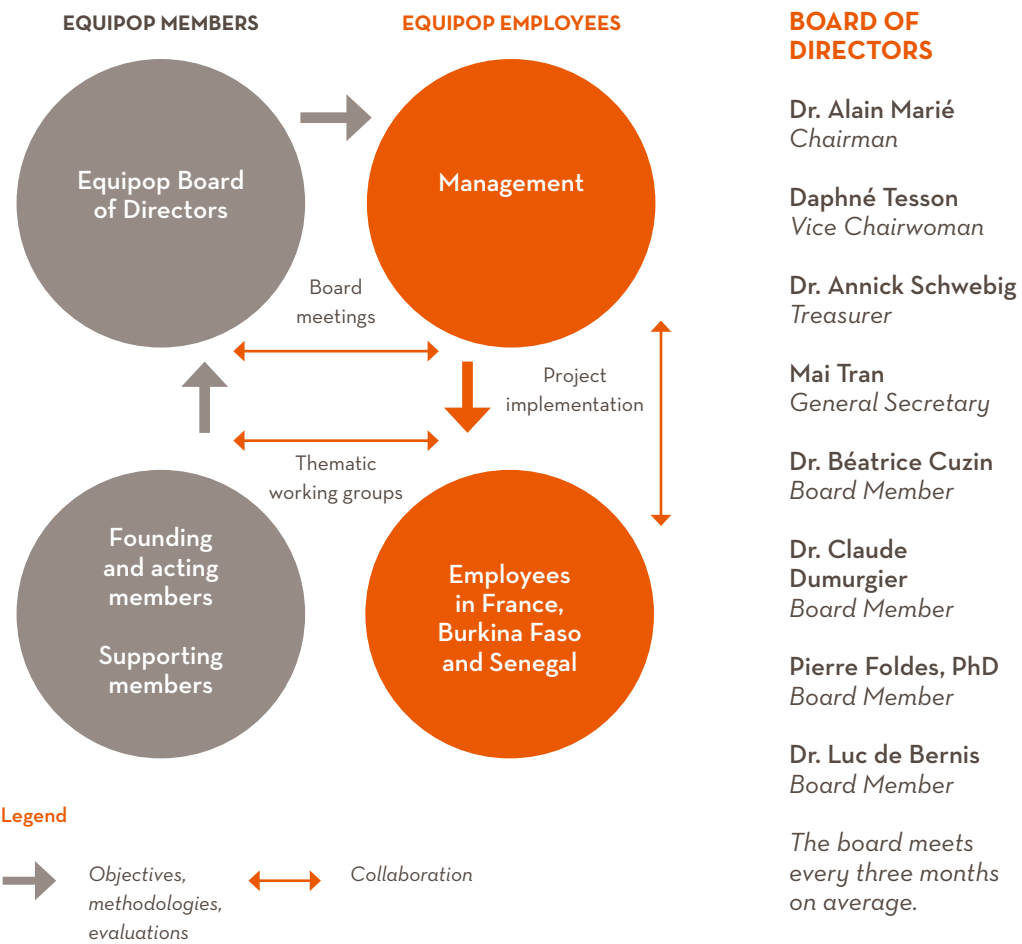 EQUIPOP MEMBERS
EQUIPOP EMPLOYEES
Equipop Board
of Directors
Management
Board
meetings
Project
implementation
Thematic
working groups
Founding
and acting
members
Supporting
members
Employees
in France,
Burkina Faso
and Senegal
Legend
Objectives,
methodologies,
evaluations
Collaboration
BOARD OF
DIRECTORS
Dr. Alain Marié
Chairman
Daphné Tesson
Vice Chairwoman
Dr. Annick Schwebig
Treasurer
Mai Tran
General Secretary
Dr. Béatrice Cuzin
Board Member
Dr. Claude
Dumurgier
Board Member
Pierre Foldes, PhD
Board Member
Dr. Luc de Bernis
Board Member
The board meets
every three months
on average.